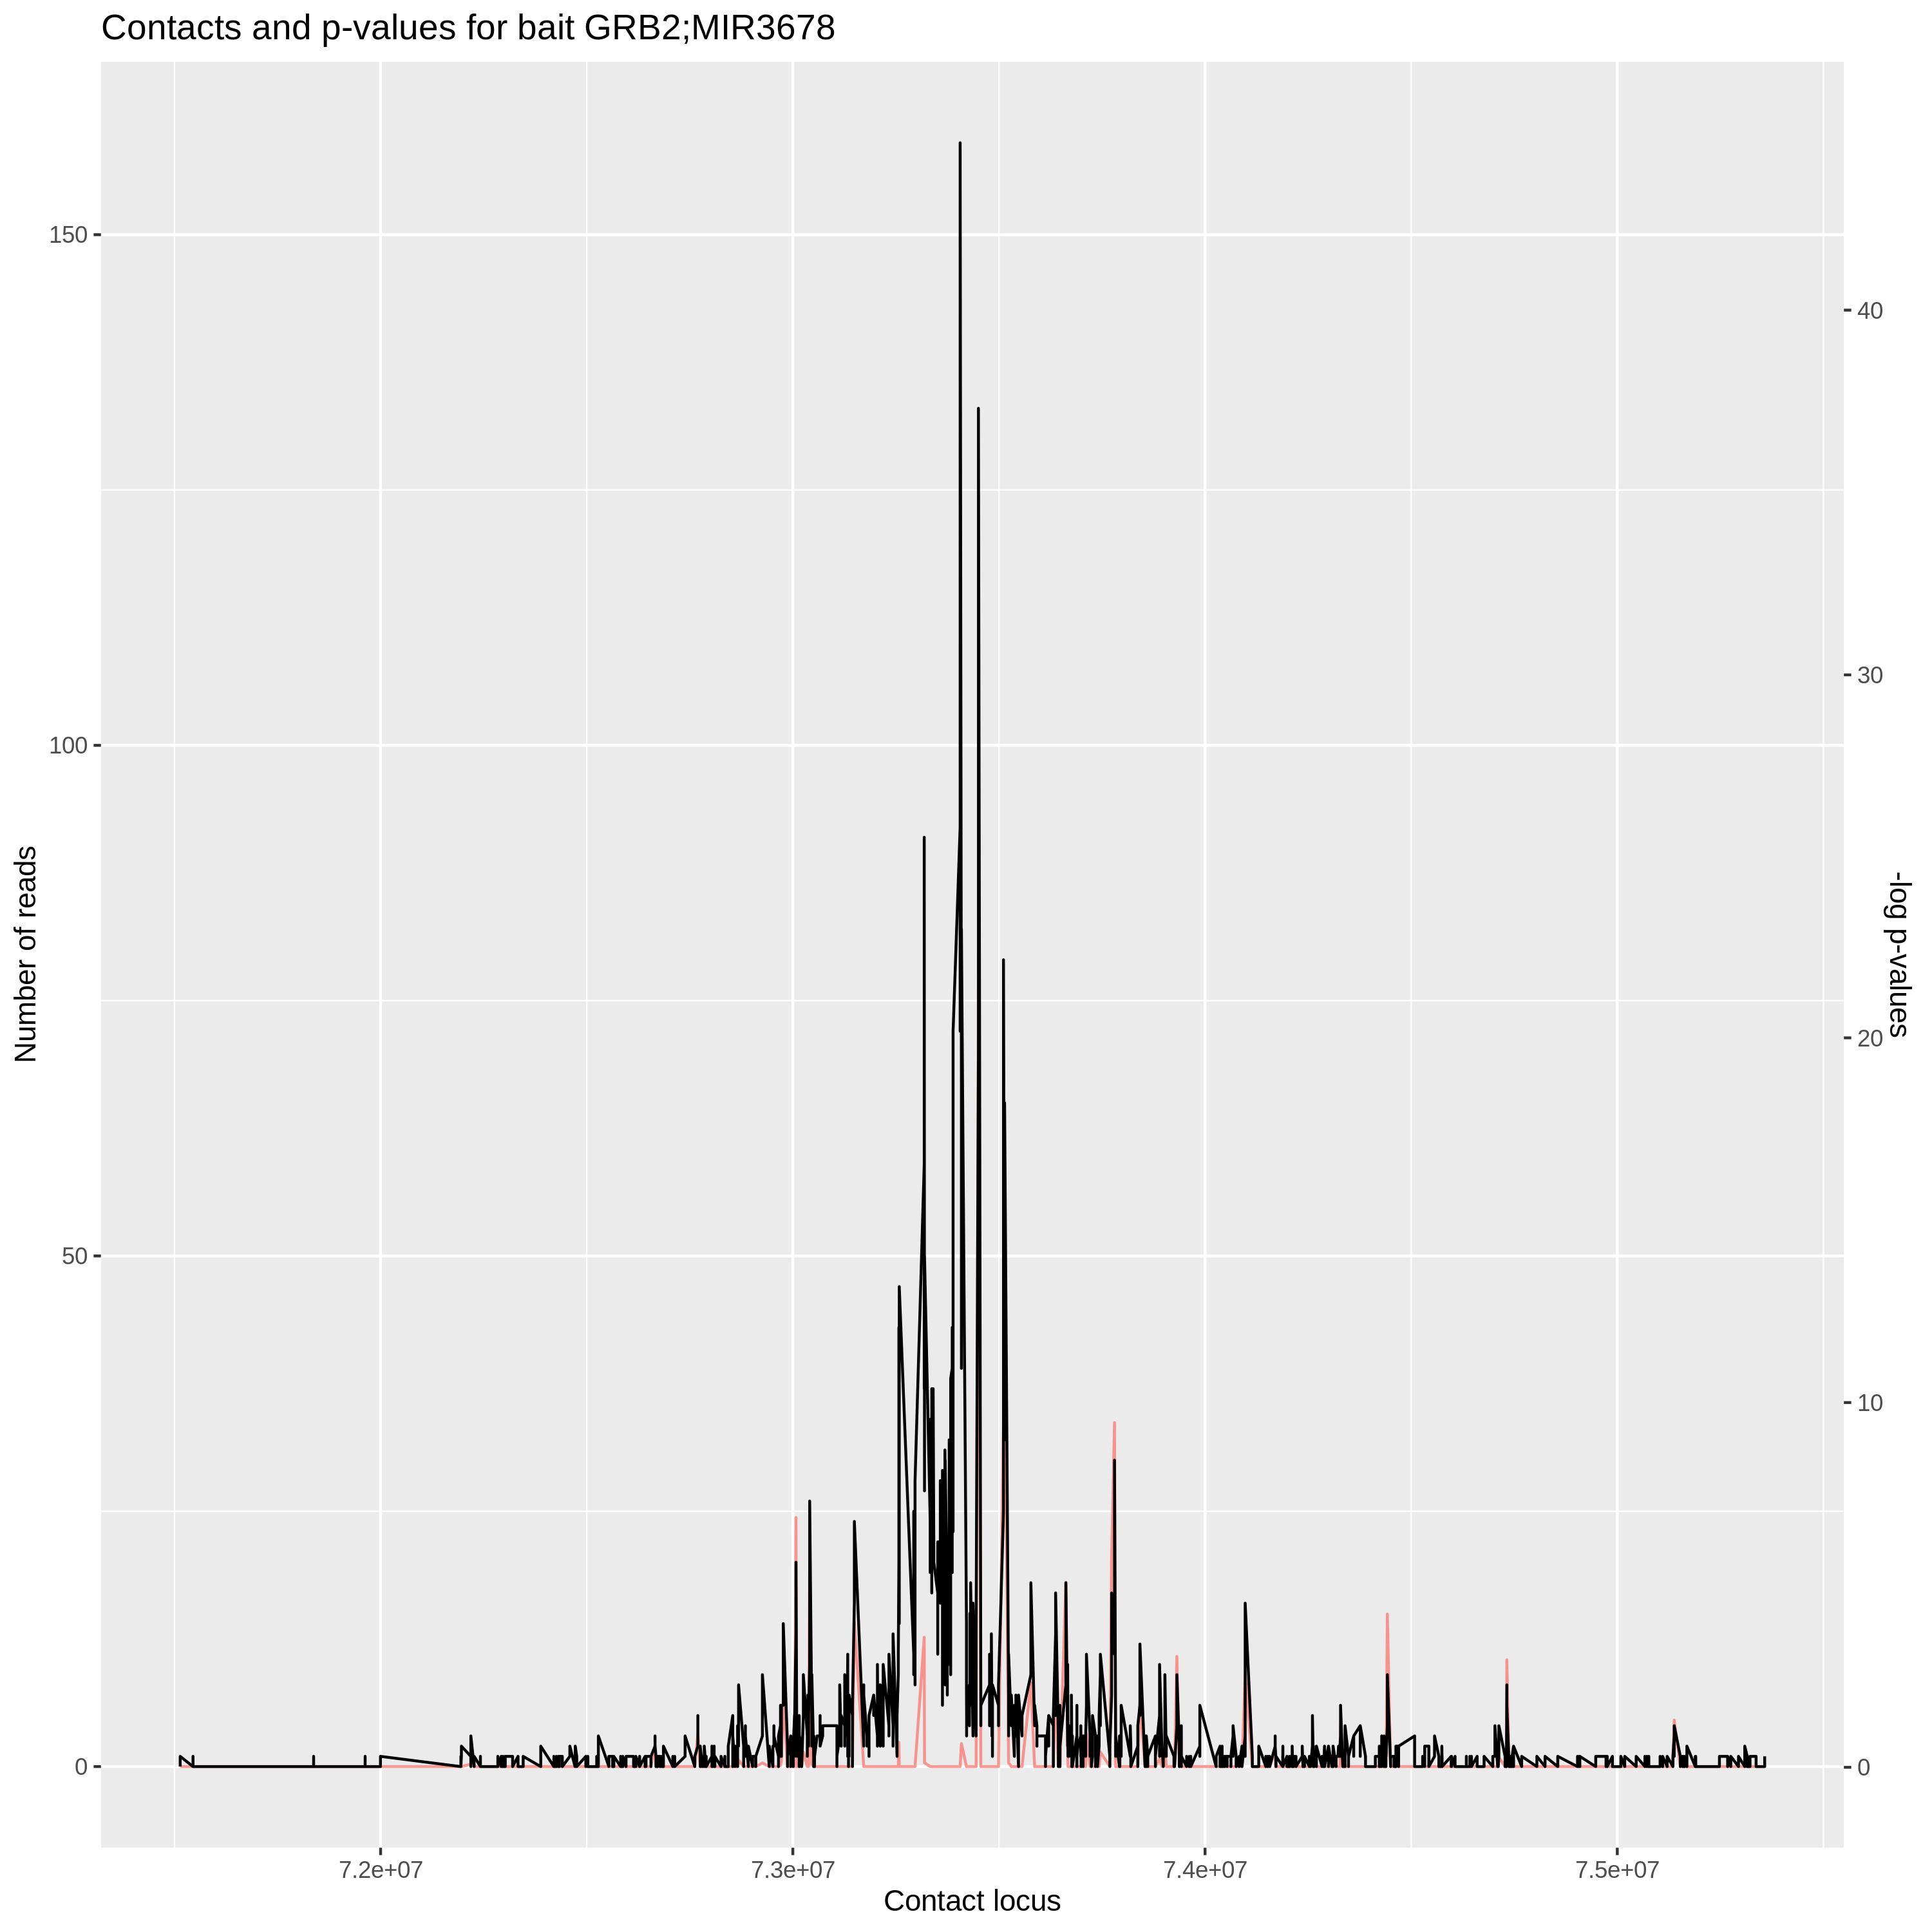 Contacts and p-values for bait GRB2;MIR3678
150
100
50
0
Number of reads
40
30
20
10
0
-log p-values
7.2e+07
7.3e+07
7.4e+07
7.5e+07
Contact locus